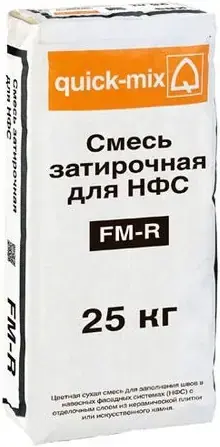 quick-mix
Смесь
затирочная
для НФС
FM-R
25 кг
Цветная сухая смесь для заполнения швов в
навесных фасадных системах (НФС) с
отделочным слоем из керамической плитки
или искусственного камня.
Смесь затирочная
для НФС
FM-R